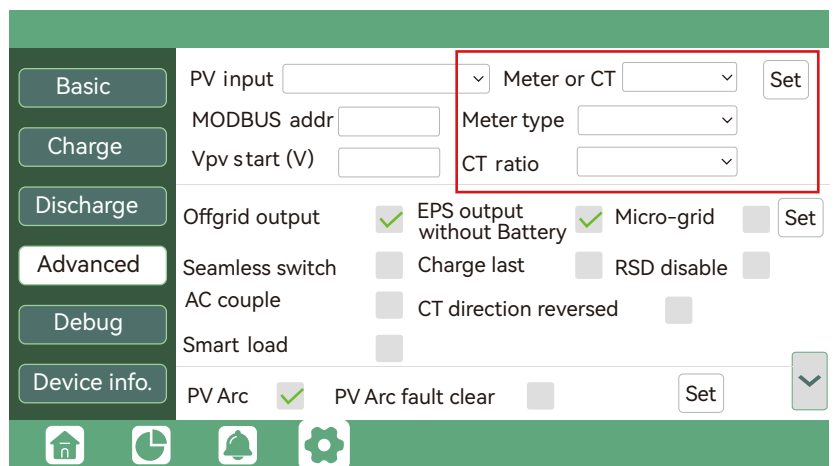 Basic
Charge
Discharge
Advanced
Debug
Device info.
PV input
Meter or CT
Set
MODBUS addr
Meter type
Vpv start (V)
CT ratio
Offgrid output
EPS output
without Battery
Micro-grid
Set
Seamless switch
Charge last
RSD disable
AC couple
CT direction reversed
Smart load
PV Arc
PV Arc fault clear
Set